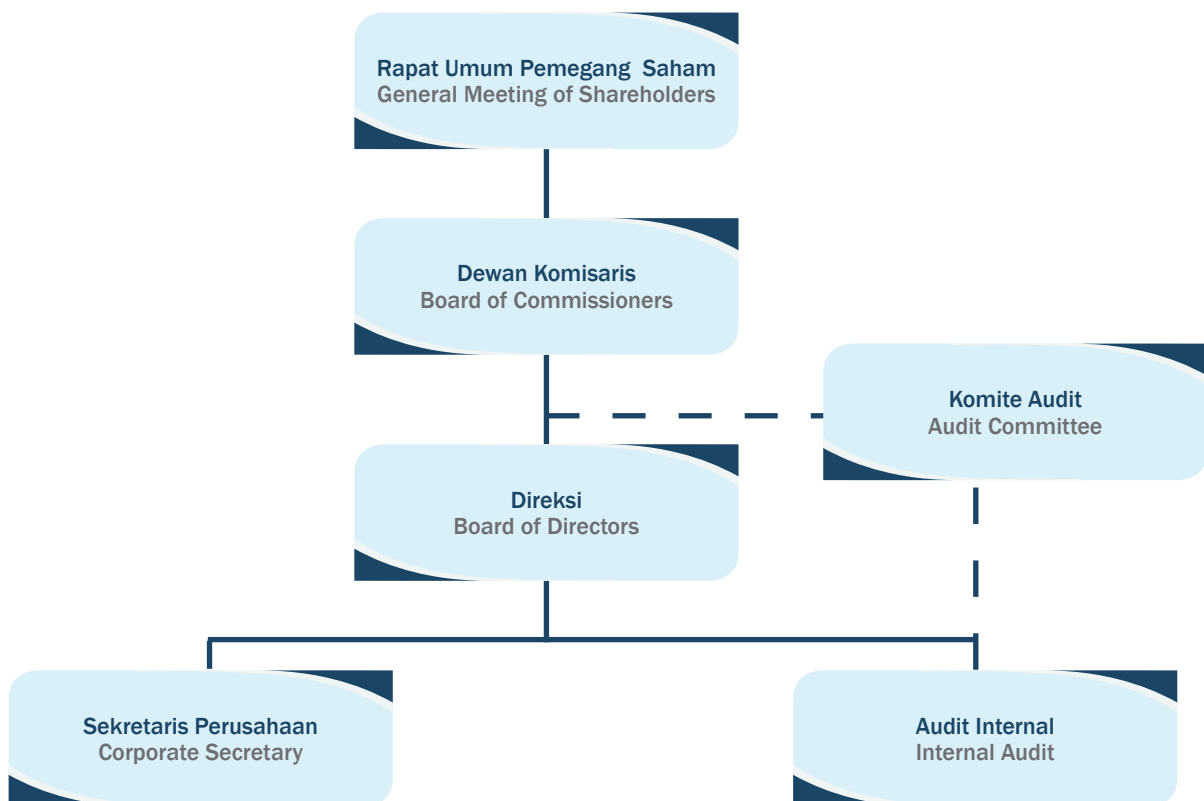 Rapat Umum Pemegang Saham
General Meeting of Shareholders
Dewan Komisaris
Board of Commissioners
Komite Audit
Audit Committee
Direksi
Board of Directors
Sekretaris Perusahaan
Corporate Secretary
Audit Internal
Internal Audit